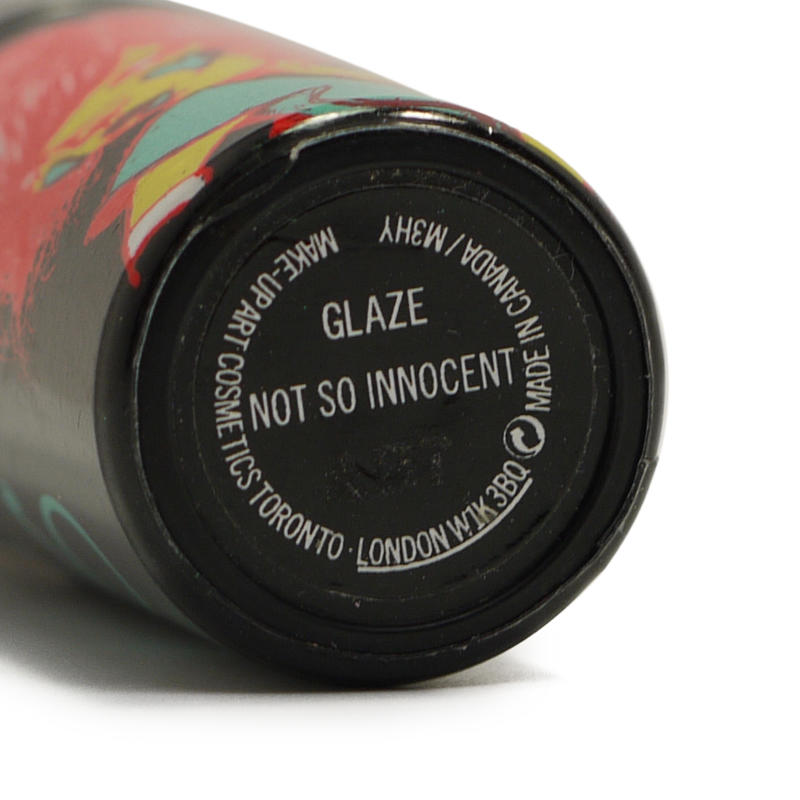 GLAZE
NOT SO INNOCENT
MAKE-UP ART COSMETICS TORONTO · LONDON W1K 3BQ MADE IN CANADA / M3HY